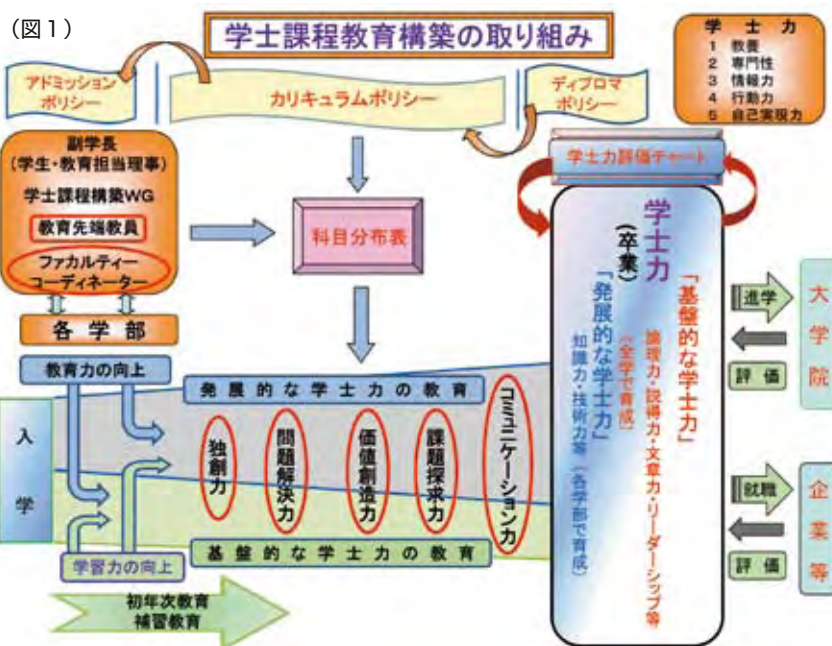 (図1)
学士課程教育構築の取り組み
学士力
1 教養
2 専門性
3 情報力
4 行動力
5 自己実現力
アドミッション
ポリシー
カリキュラムポリシー
ディプロマ
ポリシー
副学長
(学生・教育担当理事)
学士課程構築WG
教育先端教員
ファカルティー
コーディネーター
各学部
科目分布表
学士力評価チャート
学士力
(卒業)
「基盤的な学士力」
論理力・説得力・文章力・リーダーシップ等
(全学で育成)
「発展的な学士力」
知識力・技術力等(各学部で育成)
進学
評価
大学院
就職
評価
企業等
教育力の向上
入学
発展的な学士力の教育
独創力
問題解決力
価値創造力
課題探求力
コミュニケーション力
基盤的な学士力の教育
学習力の向上
初年次教育
補習教育